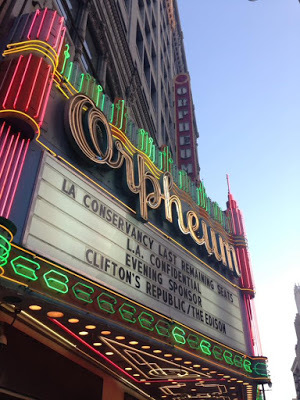 Orpheum
LA CONSERVANCY LAST REMAINING SEATS
L.A. CONFIDENTIAL
EVENING SPONSOR
CLIFTON'S REPUBLIC/THE EDISON